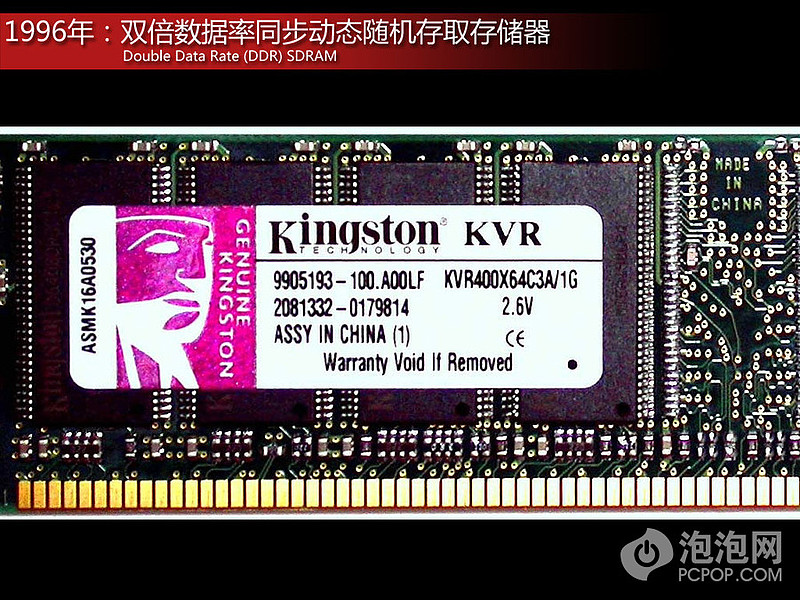 1996年：双倍数据率同步动态随机存取存储器
Double Data Rate (DDR) SDRAM
MADE
IN
CHINA
ASMK16A0530
GENUINE
KINGSTON
Kingston KVR
TECHNOLOGY
9905193-100.A00LF KVR400X64C3A/1G
2081332-0179814 2.6V
ASSY IN CHINA (1) CE
Warranty Void If Removed
Kingston
泡泡网
PCPOP.COM